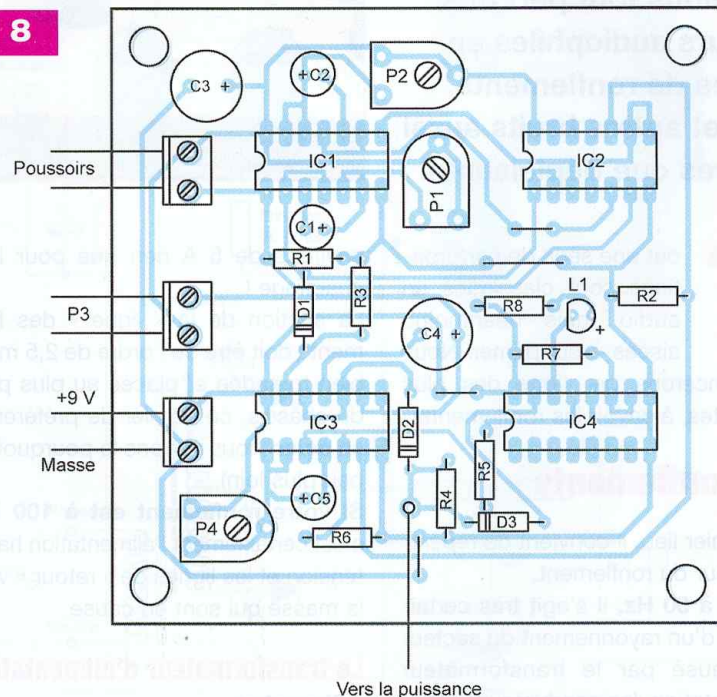 8
C3 +
+ C2
P2
Poussoirs
IC1
P1
IC2
C1 +
R1
D1
R3
P3
C4 +
R8
L1
+
R2
R7
+9 V
Masse
IC3
D2
IC4
R5
R4
D3
+ C5
P4
R6
Vers la puissance